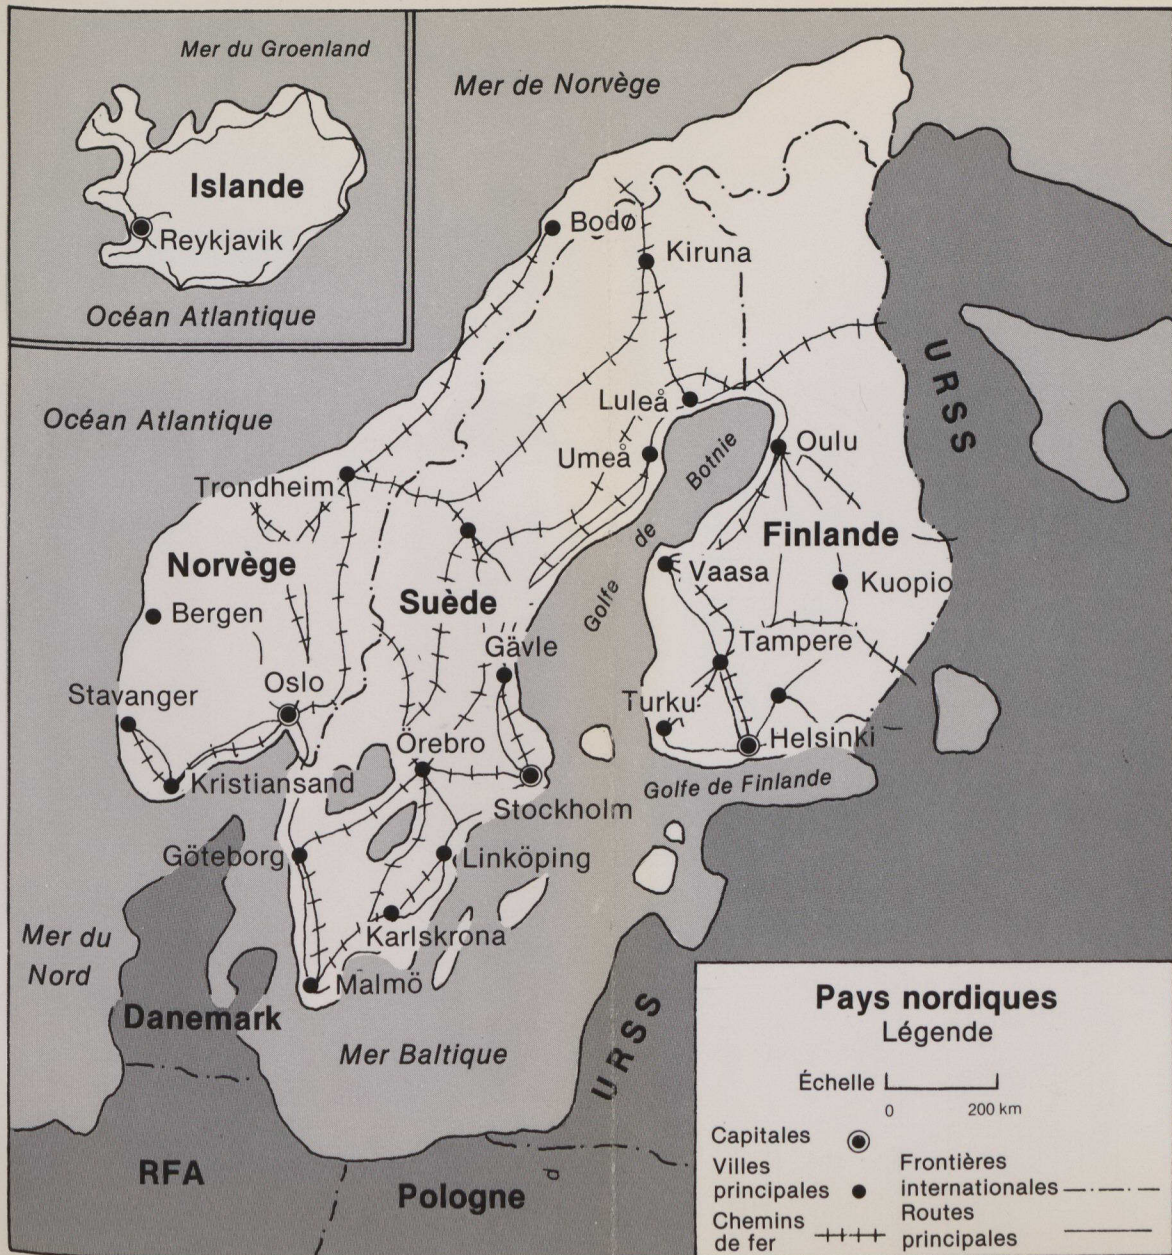 Mer du Groenland
Islande
Reykjavik
Océan Atlantique
Mer de Norvège
Bodø
Kiruna
Océan Atlantique
URSS
Luleå
Umeå
Oulu
Golfe de Botnie
Trondheim
Finlande
Norvège
Vaasa
Kuopio
Suède
Bergen
Gävle
Tampere
Oslo
Stavanger
Turku
Örebro
Helsinki
Kristiansand
Golfe de Finlande
Stockholm
Göteborg
Linköping
Karlskrona
Mer du
Nord
Malmö
Danemark
Mer Baltique
URSS
RFA
Pologne
d
Pays nordiques
Légende
Échelle
0 200 km
Capitales
Villes
principales
Chemins
de fer
Frontières
internationales
Routes
principales